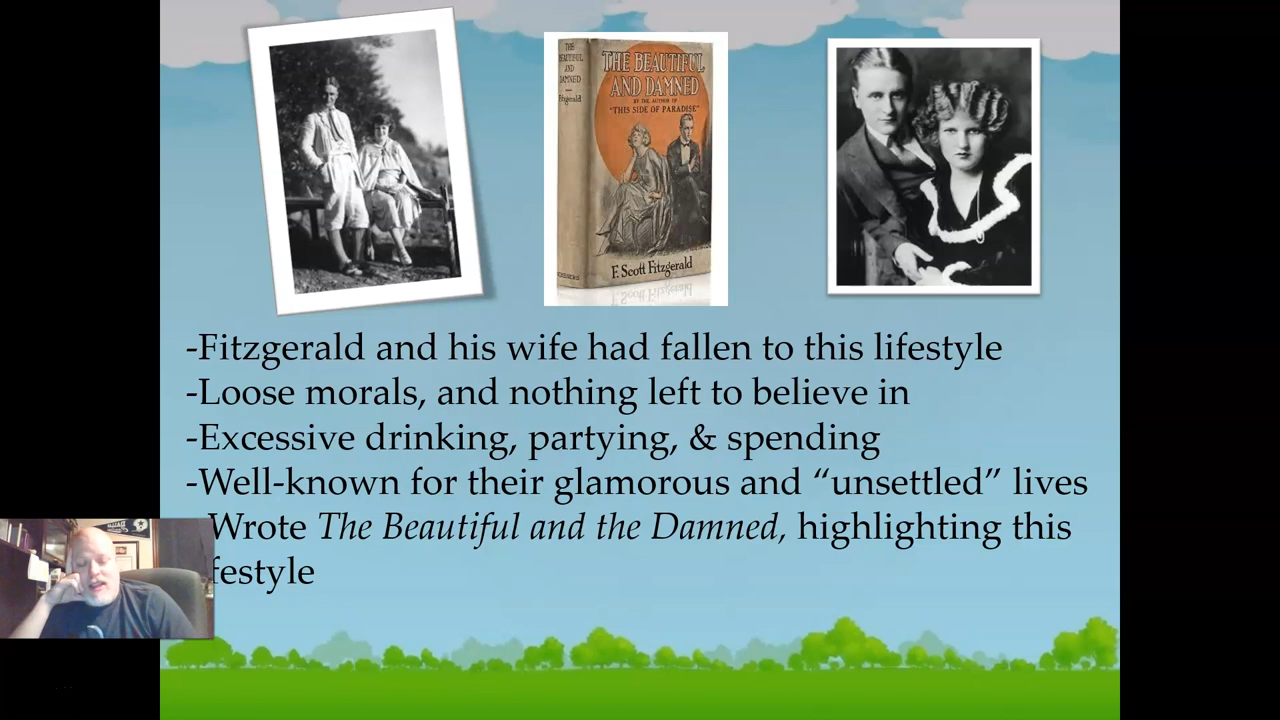 THE
BEAUTIFUL
AND
DAMNED
Fitzgerald
THE BEAUTIFUL
AND DAMNED
BY THE AUTHOR OF
"THIS SIDE OF PARADISE"
F. Scott Fitzgerald
-Fitzgerald and his wife had fallen to this lifestyle
-Loose morals, and nothing left to believe in
-Excessive drinking, partying, & spending
-Well-known for their glamorous and “unsettled” lives
Wrote The Beautiful and the Damned, highlighting this
festyle